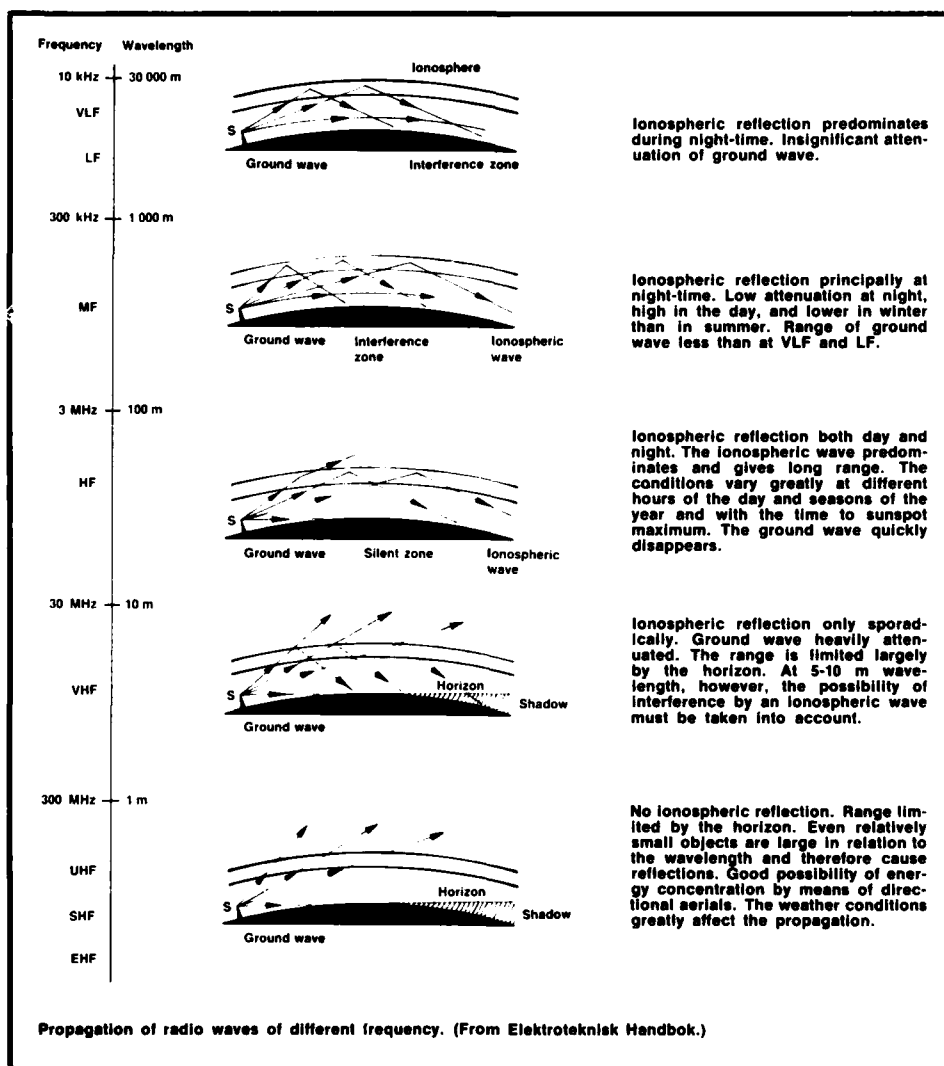 Frequency Wavelength
10 kHz 30 000 m
VLF
LF
Ionosphere
S
Ground wave Interference zone
Ionospheric reflection predominates
during night-time. Insignificant atten-
uation of ground wave.
300 kHz 1 000 m
MF
S
Ground wave Interference zone Ionospheric wave
Ionospheric reflection principally at
night-time. Low attenuation at night,
high in the day, and lower in winter
than in summer. Range of ground
wave less than at VLF and LF.
3 MHz 100 m
HF
S
Ground wave Silent zone Ionospheric wave
Ionospheric reflection both day and
night. The ionospheric wave predom-
inates and gives long range. The
conditions vary greatly at different
hours of the day and seasons of the
year and with the time to sunspot
maximum. The ground wave quickly
disappears.
30 MHz 10 m
VHF
S
Horizon
Shadow
Ground wave
Ionospheric reflection only sporad-
ically. Ground wave heavily atten-
uated. The range is limited largely
by the horizon. At 5-10 m wave-
length, however, the possibility of
interference by an ionospheric wave
must be taken into account.
300 MHz 1 m
UHF
SHF
EHF
S
Horizon
Shadow
Ground wave
No ionospheric reflection. Range lim-
ited by the horizon. Even relatively
small objects are large in relation to
the wavelength and therefore cause
reflections. Good possibility of ener-
gy concentration by means of direc-
tional aerials. The weather conditions
greatly affect the propagation.
Propagation of radio waves of different frequency. (From Elektroteknisk Handbok.)